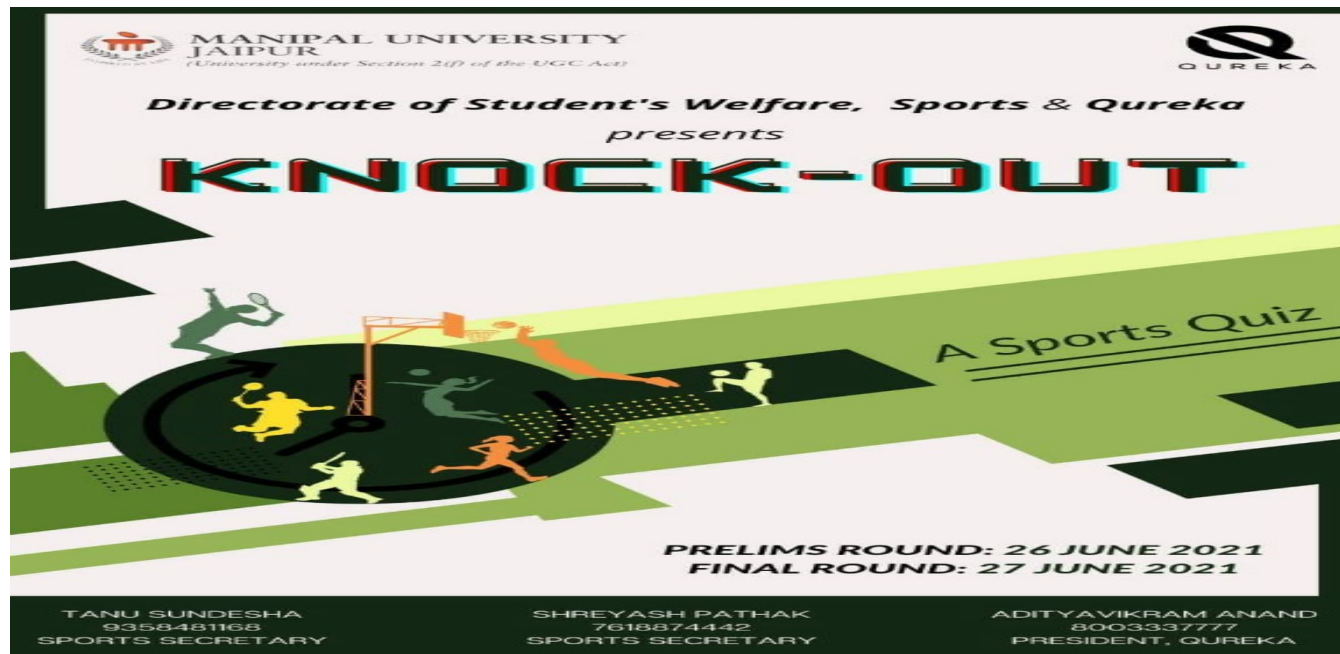 MANIPAL UNIVERSITY
JAIPUR
(University under Section 2(f) of the UGC Act)
QUREKA
Directorate of Student's Welfare, Sports & Qureka
presents
KNOCK-OUT
A Sports Quiz
PRELIMS ROUND: 26 JUNE 2021
FINAL ROUND: 27 JUNE 2021
TANU SUNDESHA
9358481168
SPORTS SECRETARY
SHREYASH PATHAK
7618874442
SPORTS SECRETARY
ADITYAVIKRAM ANAND
8003337777
PRESIDENT, QUREKA